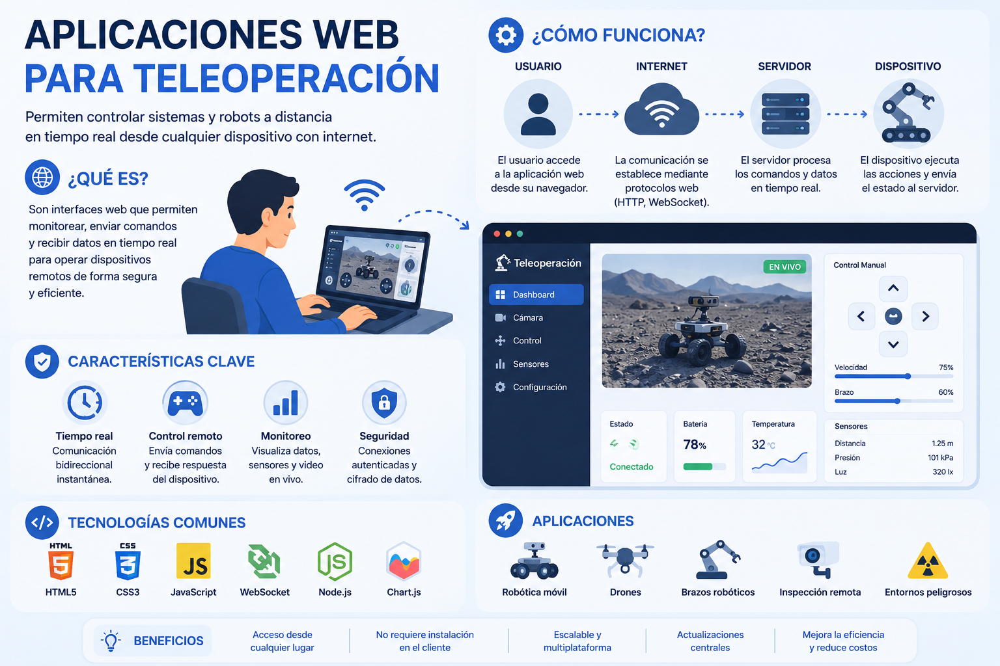 APLICACIONES WEB
PARA TELEOPERACIÓN
Permiten controlar sistemas y robots a distancia
en tiempo real desde cualquier dispositivo con internet.
¿QUÉ ES?
Son interfaces web que permiten
monitorear, enviar comandos
y recibir datos en tiempo real
para operar dispositivos
remotos de forma segura
y eficiente.
¿CÓMO FUNCIONA?
USUARIO
El usuario accede
a la aplicación web
desde su navegador.
INTERNET
La comunicación se
establece mediante
protocolos web
(HTTP, WebSocket).
SERVIDOR
El servidor procesa
los comandos y datos
en tiempo real.
DISPOSITIVO
El dispositivo ejecuta
las acciones y envía
el estado al servidor.
Teleoperación
Dashboard
Cámara
Control
Sensores
Configuración
EN VIVO
Control Manual
Velocidad 75%
Brazo 60%
Estado
Conectado
Batería
78%
Temperatura
32 °C
Sensores
Distancia 1.25 m
Presión 101 kPa
Luz 320 lx
CARACTERÍSTICAS CLAVE
Tiempo real
Comunicación
bidireccional
instantánea.
Control remoto
Envía comandos
y recibe respuesta
del dispositivo.
Monitoreo
Visualiza datos,
sensores y video
en vivo.
Seguridad
Conexiones
autenticadas y
cifrado de datos.
TECNOLOGÍAS COMUNES
HTML
5
HTML5
CSS
3
CSS3
JS
JavaScript
WebSocket
JS
Node.js
Chart.js
APLICACIONES
Robótica móvil
Drones
Brazos robóticos
Inspección remota
Entornos peligrosos
BENEFICIOS
Acceso desde
cualquier lugar
No requiere instalación
en el cliente
Escalable y
multiplataforma
Actualizaciones
centrales
Mejora la eficiencia
y reduce costos